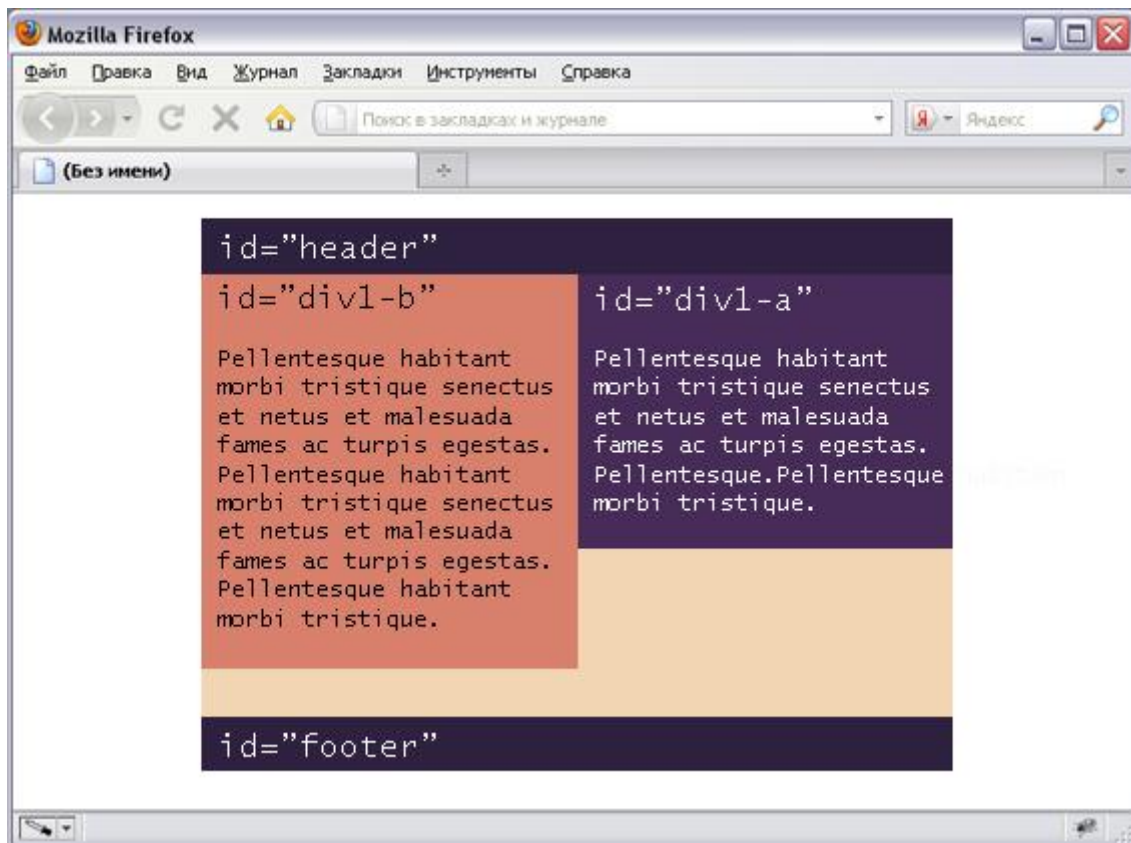 Mozilla Firefox
Файл Правка Вид Журнал Закладки Инструменты Справка
Поиск в закладках и журнале
Я Яндекс
(Без имени)
id=”header”
id=”div1-b”
Pellentesque habitant
morbi tristique senectus
et netus et malesuada
fames ac turpis egestas.
Pellentesque habitant
morbi tristique senectus
et netus et malesuada
fames ac turpis egestas.
Pellentesque habitant
morbi tristique.
id=”div1-a”
Pellentesque habitant
morbi tristique senectus
et netus et malesuada
fames ac turpis egestas.
Pellentesque.Pellentesque
morbi tristique.
id=”footer”